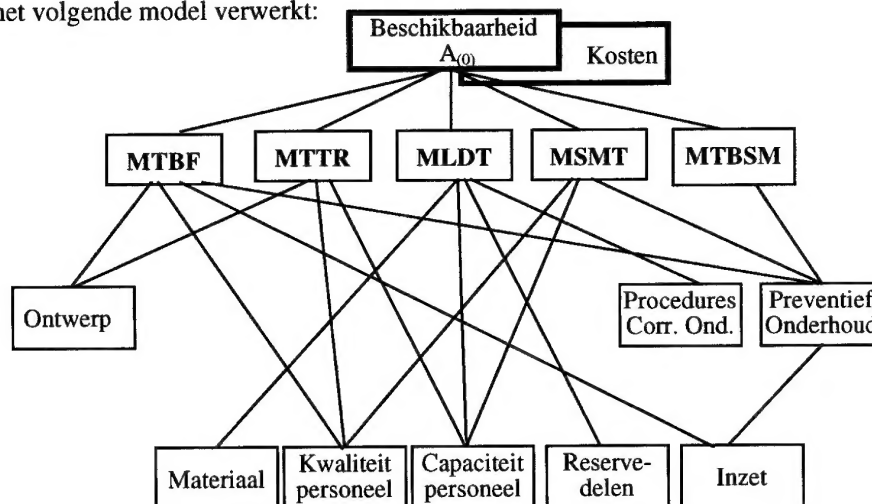 het volgende model verwerkt:
Beschikbaarheid
A(0)
Kosten
MTBF
MTTR
MLDT
MSMT
MTBSM
Ontwerp
Procedures
Corr. Ond.
Preventief
Onderhoud
Materiaal
Kwaliteit
personeel
Capaciteit
personeel
Reserve-
delen
Inzet